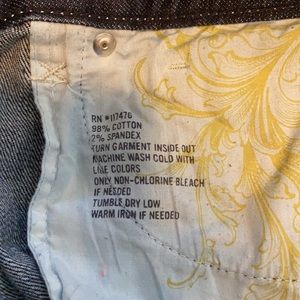 RN #117476
98% COTTON
2% SPANDEX
TURN GARMENT INSIDE OUT
MACHINE WASH COLD WITH
LIKE COLORS
ONLY NON-CHLORINE BLEACH
IF NEEDED
TUMBLE DRY LOW
WARM IRON IF NEEDED